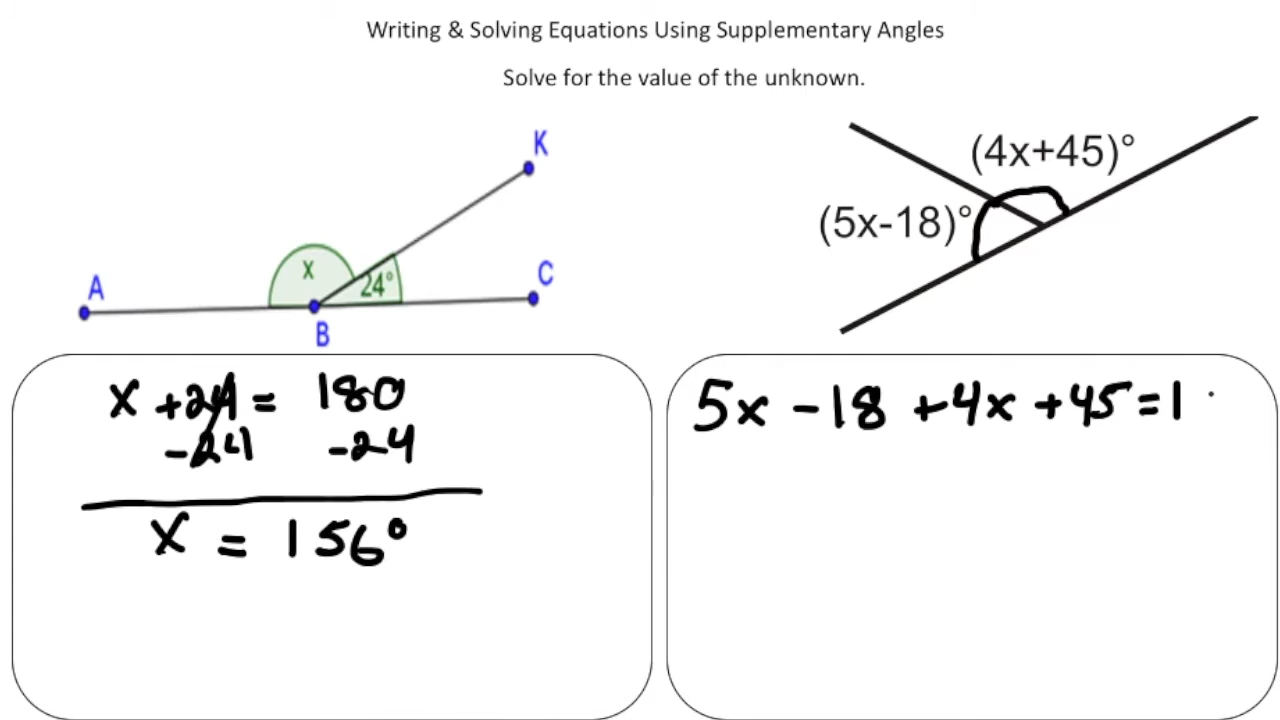 Writing & Solving Equations Using Supplementary Angles
Solve for the value of the unknown.
K
x
24°
A
C
B
(4x+45)°
(5x-18)°
x +24 = 180
-24 -24
x = 156°
5x - 18 + 4x + 45 = 1